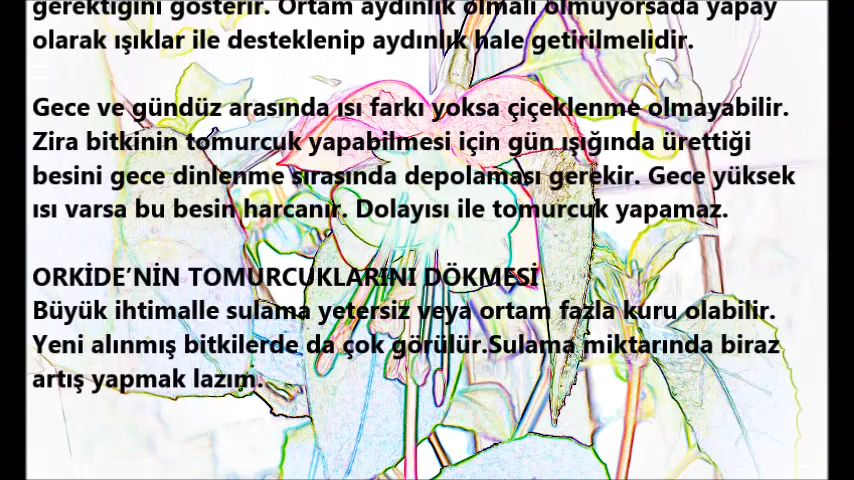 gerektiğini gösterir. Ortam aydınlık olmalı olmuyorsada yapay
olarak ışıklar ile desteklenip aydınlık hale getirilmelidir.
Gece ve gündüz arasında ısı farkı yoksa çiçeklenme olmayabilir.
Zira bitkinin tomurcuk yapabilmesi için gün ışığında ürettiği
besini gece dinlenme sırasında depolaması gerekir. Gece yüksek
ısı varsa bu besin harcanır. Dolayısı ile tomurcuk yapamaz.
ORKİDE’NİN TOMURCUKLARINI DÖKMESİ
Büyük ihtimalle sulama yetersiz veya ortam fazla kuru olabilir.
Yeni alınmış bitkilerde da çok görülür.Sulama miktarında biraz
artış yapmak lazım.